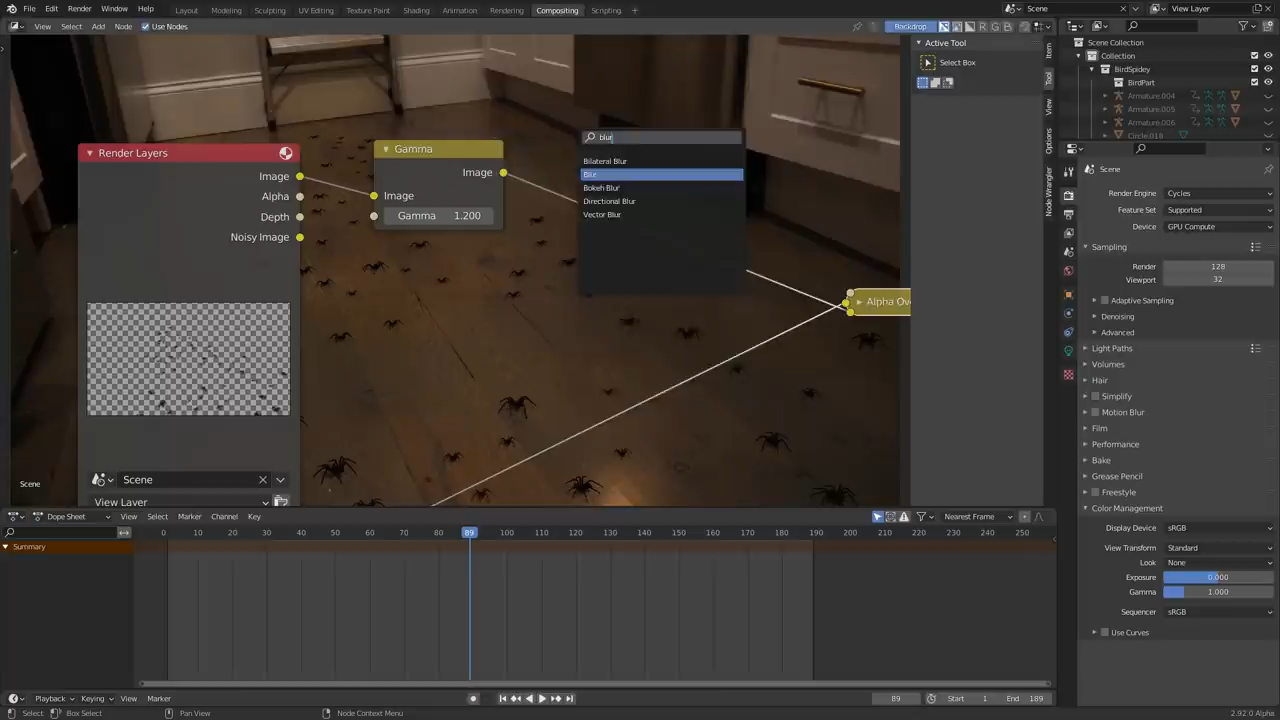 File Edit Render Window Help Layout Modeling Sculpting UV Editing Texture Paint Shading Animation Rendering Compositing Scripting + Scene View Layer
View Select Add Node Use Nodes Backdrop R G B
Active Tool
Select Box
Item
Tool
View
Options
Node Wrangler
Scene Collection
Collection
BirdSpidey
BirdPart
Armature.004
Armature.005
Armature.006
Circle.018
Render Layers
Image
Alpha
Depth
Noisy Image
Scene
View Layer
Gamma
Image
Image
Gamma 1.200
blur
Bilateral Blur
Blur
Bokeh Blur
Directional Blur
Vector Blur
Alpha Ov
Scene
Scene
Render Engine Cycles
Feature Set Supported
Device GPU Compute
Sampling
Render 128
Viewport 32
Adaptive Sampling
Denoising
Advanced
Light Paths
Volumes
Hair
Simplify
Motion Blur
Film
Performance
Bake
Grease Pencil
Freestyle
Color Management
Display Device sRGB
View Transform Standard
Look None
Exposure 0.000
Gamma 1.000
Sequencer sRGB
Use Curves
Dope Sheet View Select Marker Channel Key Nearest Frame
0 10 20 30 40 50 60 70 80 89 100 110 120 130 140 150 160 170 180 190 200 210 220 230 240 250
Summary
Playback Keying View Marker 89 Start 1 End 189
Select Box Select Pan View Node Context Menu 2.92.0 Alpha